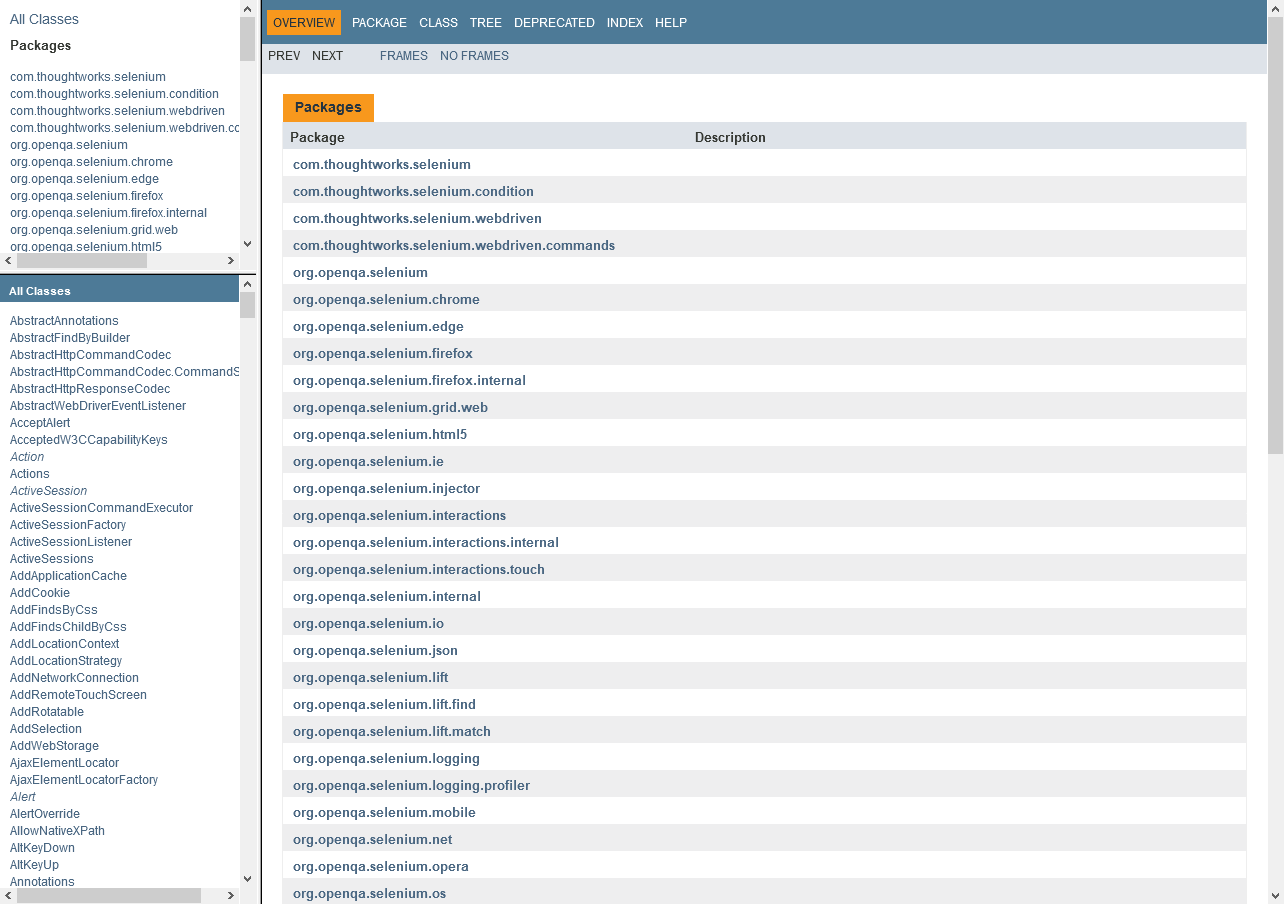 All Classes
Packages
com.thoughtworks.selenium
com.thoughtworks.selenium.condition
com.thoughtworks.selenium.webdriven
com.thoughtworks.selenium.webdriven.co
org.openqa.selenium
org.openqa.selenium.chrome
org.openqa.selenium.edge
org.openqa.selenium.firefox
org.openqa.selenium.firefox.internal
org.openqa.selenium.grid.web
org.openqa.selenium.html5
All Classes
AbstractAnnotations
AbstractFindByBuilder
AbstractHttpCommandCodec
AbstractHttpCommandCodec.CommandS
AbstractHttpResponseCodec
AbstractWebDriverEventListener
AcceptAlert
AcceptedW3CCapabilityKeys
Action
Actions
ActiveSession
ActiveSessionCommandExecutor
ActiveSessionFactory
ActiveSessionListener
ActiveSessions
AddApplicationCache
AddCookie
AddFindsByCss
AddFindsChildByCss
AddLocationContext
AddLocationStrategy
AddNetworkConnection
AddRemoteTouchScreen
AddRotatable
AddSelection
AddWebStorage
AjaxElementLocator
AjaxElementLocatorFactory
Alert
AlertOverride
AllowNativeXPath
AltKeyDown
AltKeyUp
Annotations
OVERVIEW PACKAGE CLASS TREE DEPRECATED INDEX HELP
PREV NEXT FRAMES NO FRAMES
Packages
Package Description
com.thoughtworks.selenium
com.thoughtworks.selenium.condition
com.thoughtworks.selenium.webdriven
com.thoughtworks.selenium.webdriven.commands
org.openqa.selenium
org.openqa.selenium.chrome
org.openqa.selenium.edge
org.openqa.selenium.firefox
org.openqa.selenium.firefox.internal
org.openqa.selenium.grid.web
org.openqa.selenium.html5
org.openqa.selenium.ie
org.openqa.selenium.injector
org.openqa.selenium.interactions
org.openqa.selenium.interactions.internal
org.openqa.selenium.interactions.touch
org.openqa.selenium.internal
org.openqa.selenium.io
org.openqa.selenium.json
org.openqa.selenium.lift
org.openqa.selenium.lift.find
org.openqa.selenium.lift.match
org.openqa.selenium.logging
org.openqa.selenium.logging.profiler
org.openqa.selenium.mobile
org.openqa.selenium.net
org.openqa.selenium.opera
org.openqa.selenium.os